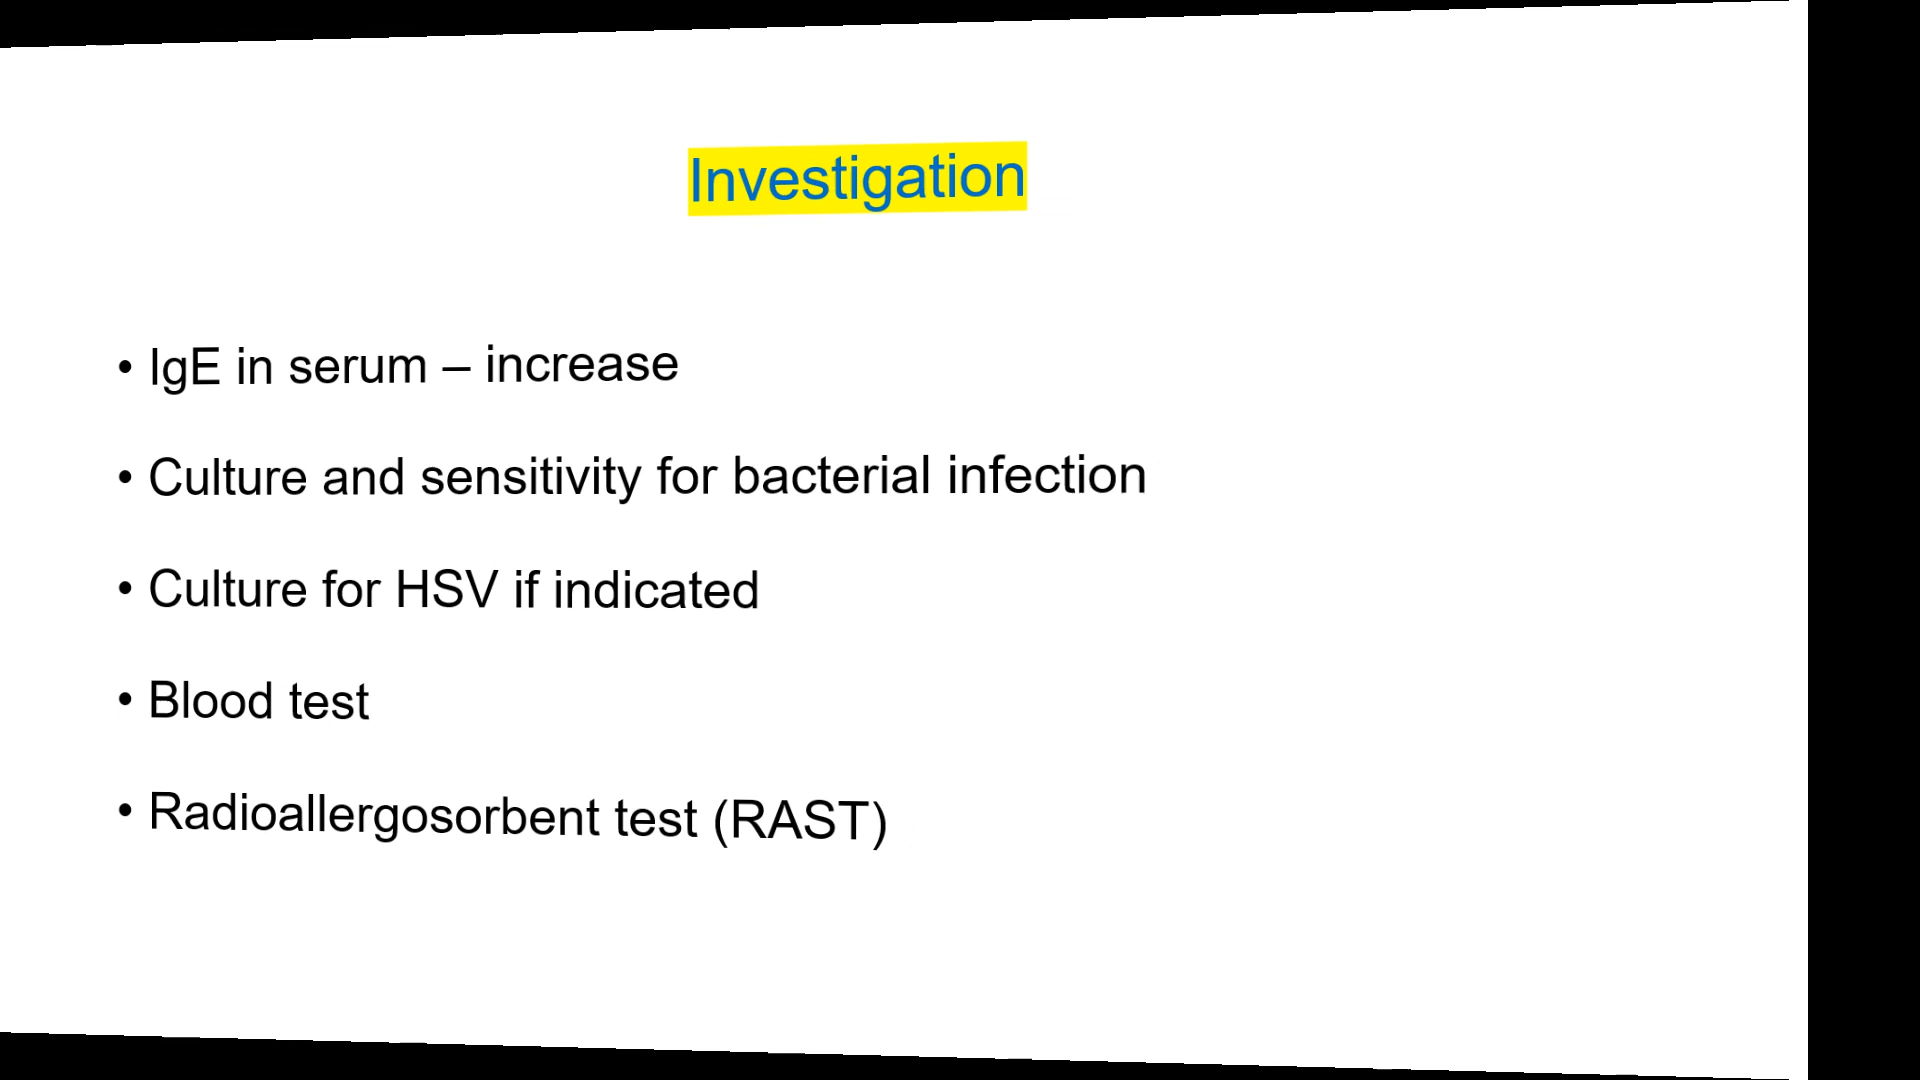 Investigation
• IgE in serum – increase
• Culture and sensitivity for bacterial infection
• Culture for HSV if indicated
• Blood test
• Radioallergosorbent test (RAST)